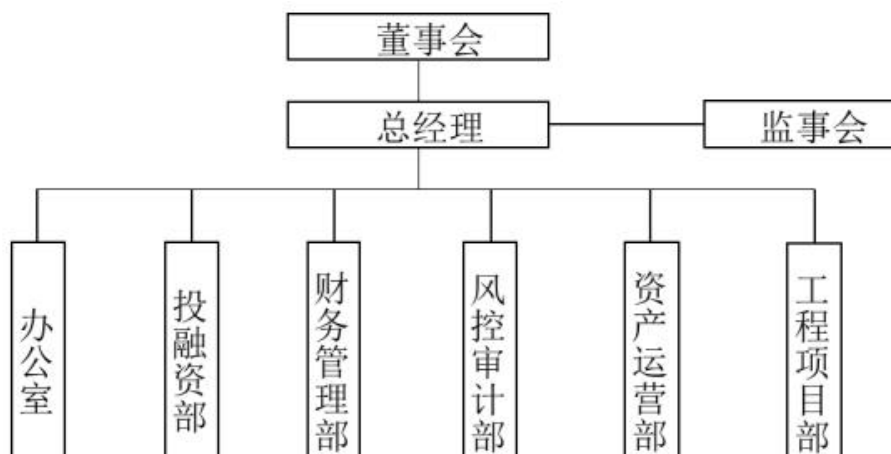 董事会
总经理
监事会
办公室
投融资部
财务管理部
风控审计部
资产运营部
工程项目部